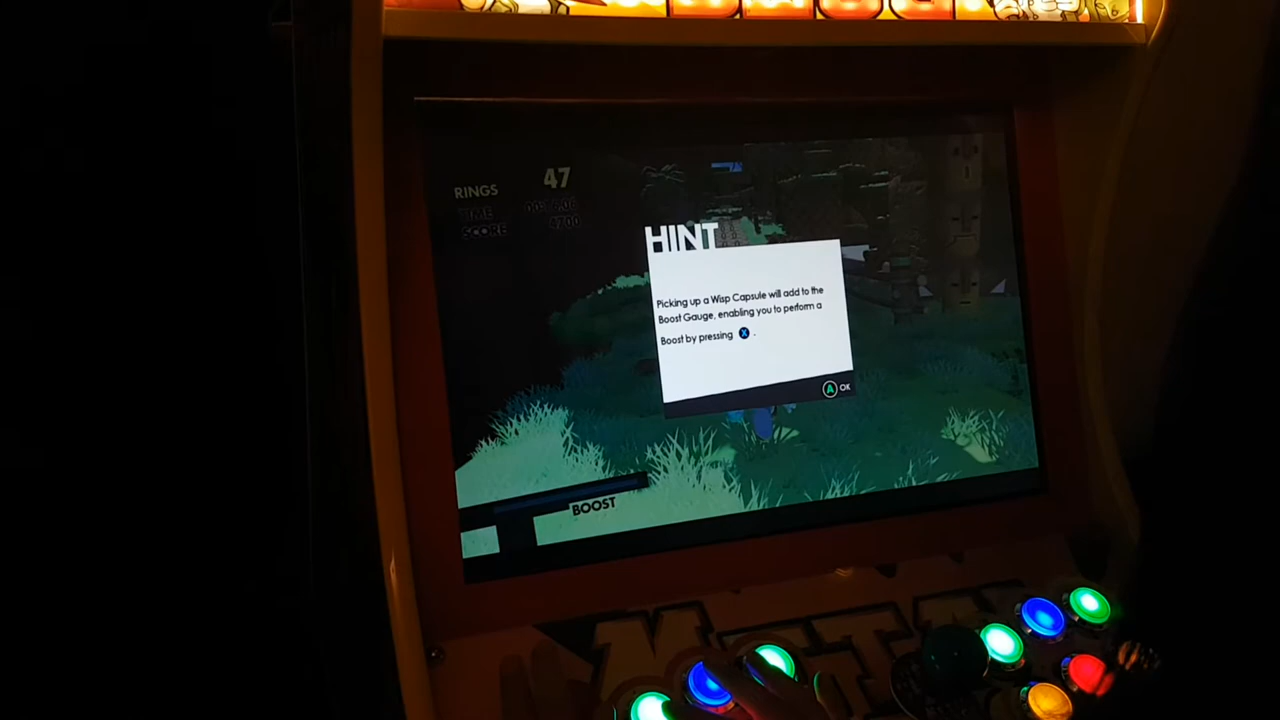 RINGS 47
TIME
SCORE 4700
HINT
Picking up a Wisp Capsule will add to the
Boost Gauge, enabling you to perform a
Boost by pressing X .
A OK
BOOST